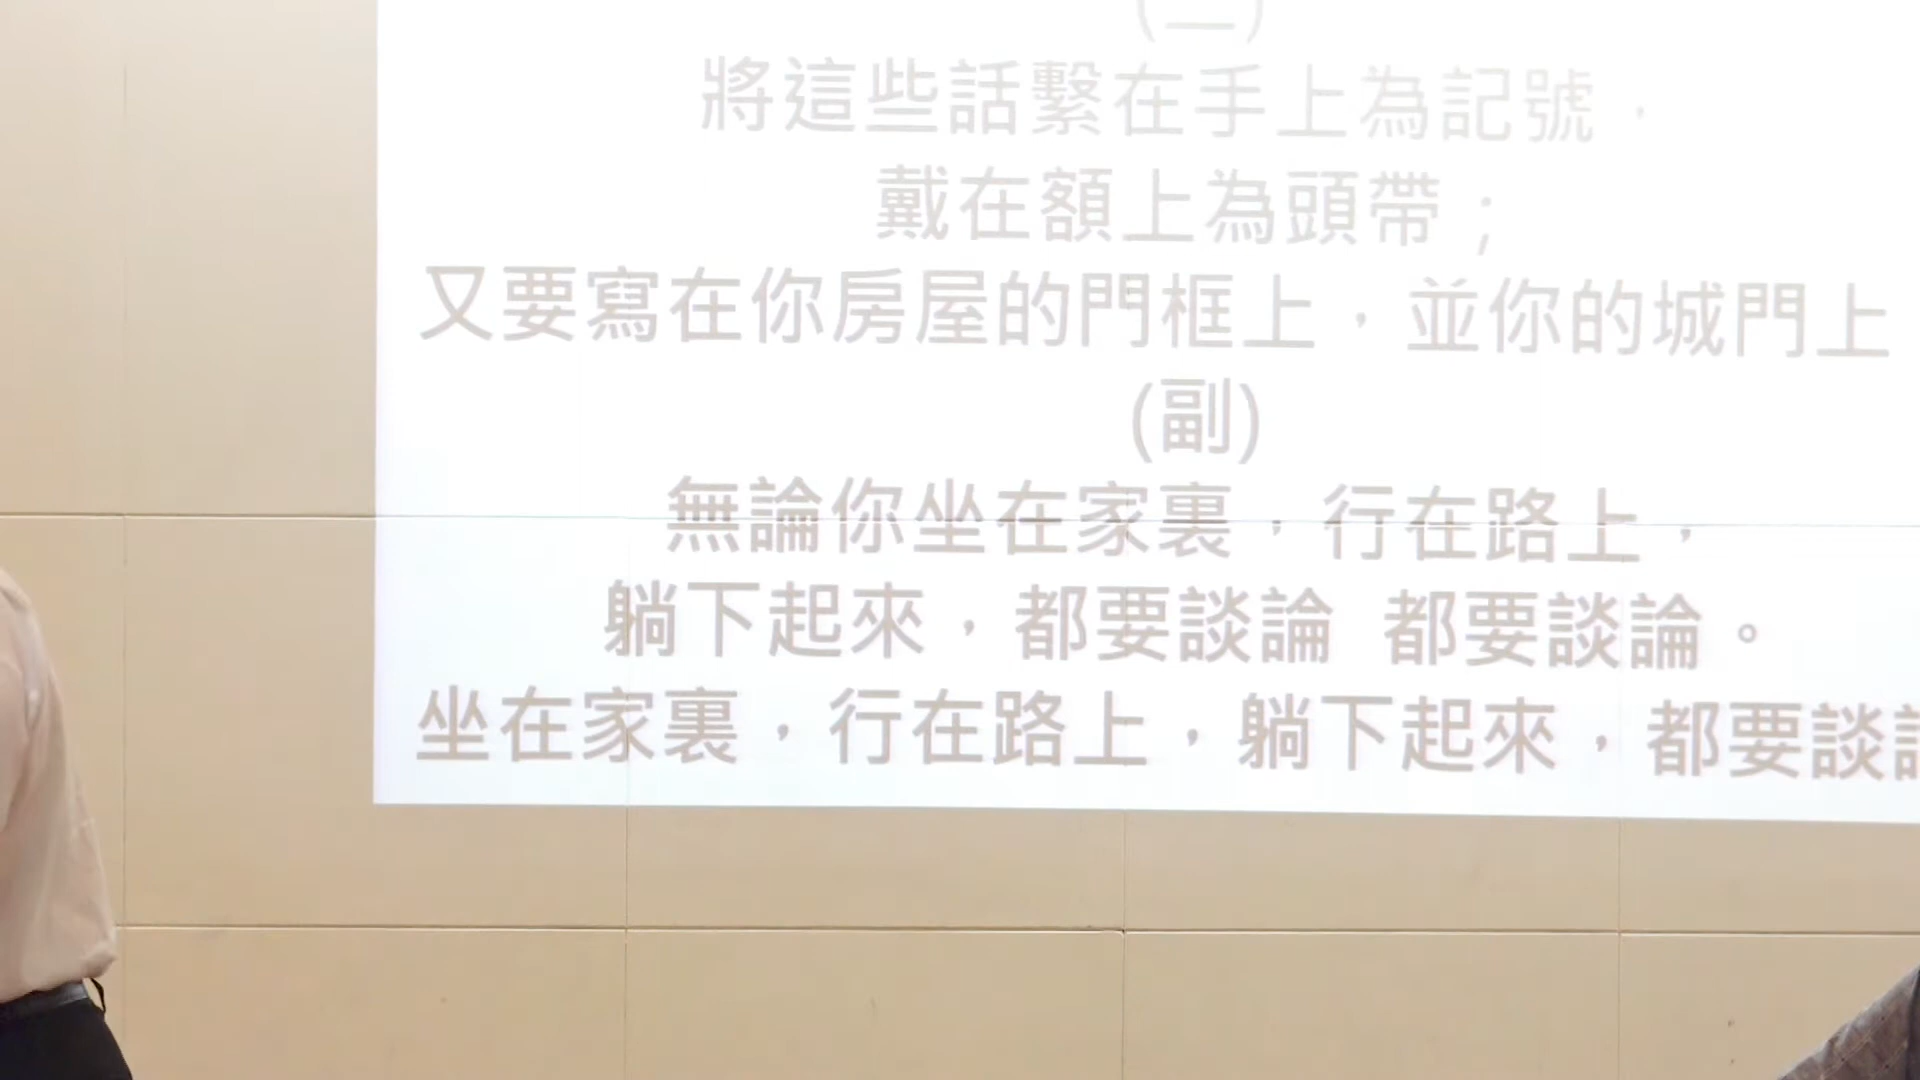 (二)
將這些話繫在手上為記號，
戴在額上為頭帶；
又要寫在你房屋的門框上，並你的城門上
(副)
無論你坐在家裏，行在路上，
躺下起來，都要談論 都要談論。
坐在家裏，行在路上，躺下起來，都要談